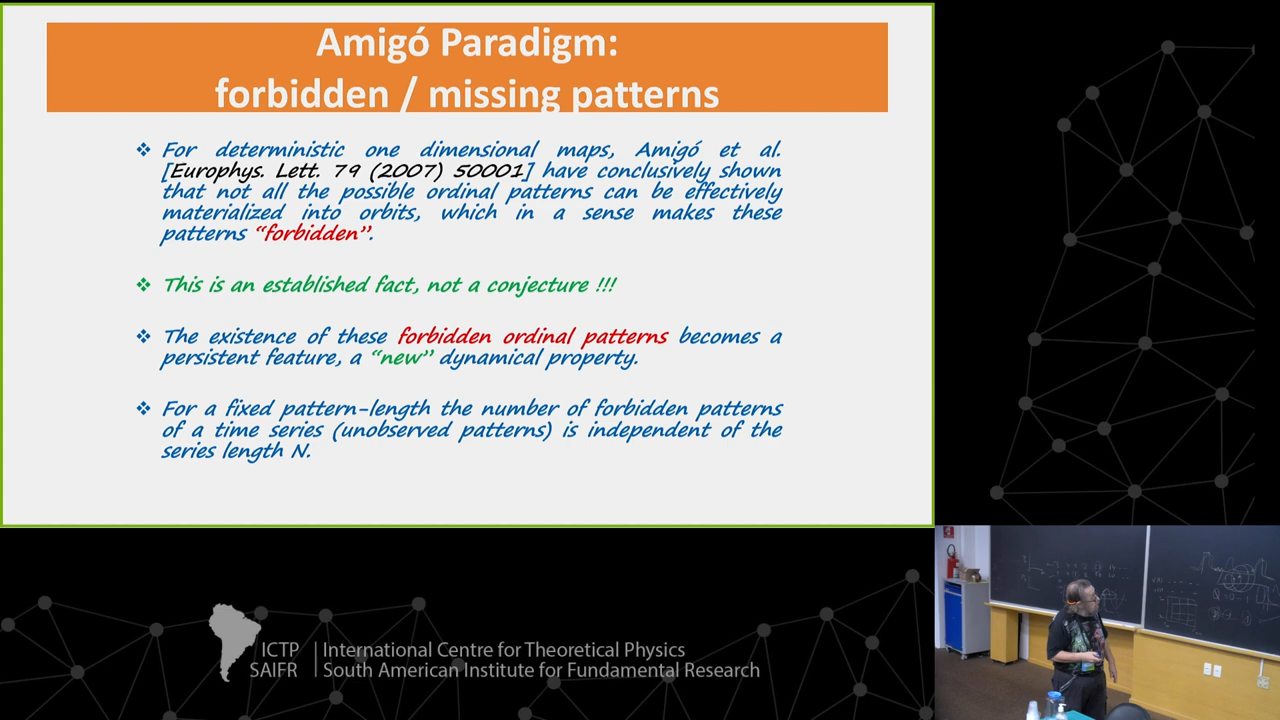 Amigó Paradigm:
forbidden / missing patterns
❖ For deterministic one dimensional maps, Amigó et al.
[Europhys. Lett. 79 (2007) 50001] have conclusively shown
that not all the possible ordinal patterns can be effectively
materialized into orbits, which in a sense makes these
patterns “forbidden”.
❖ This is an established fact, not a conjecture !!!
❖ The existence of these forbidden ordinal patterns becomes a
persistent feature, a “new” dynamical property.
❖ For a fixed pattern-length the number of forbidden patterns
of a time series (unobserved patterns) is independent of the
series length N.
ICTP
SAIFR
International Centre for Theoretical Physics
South American Institute for Fundamental Research